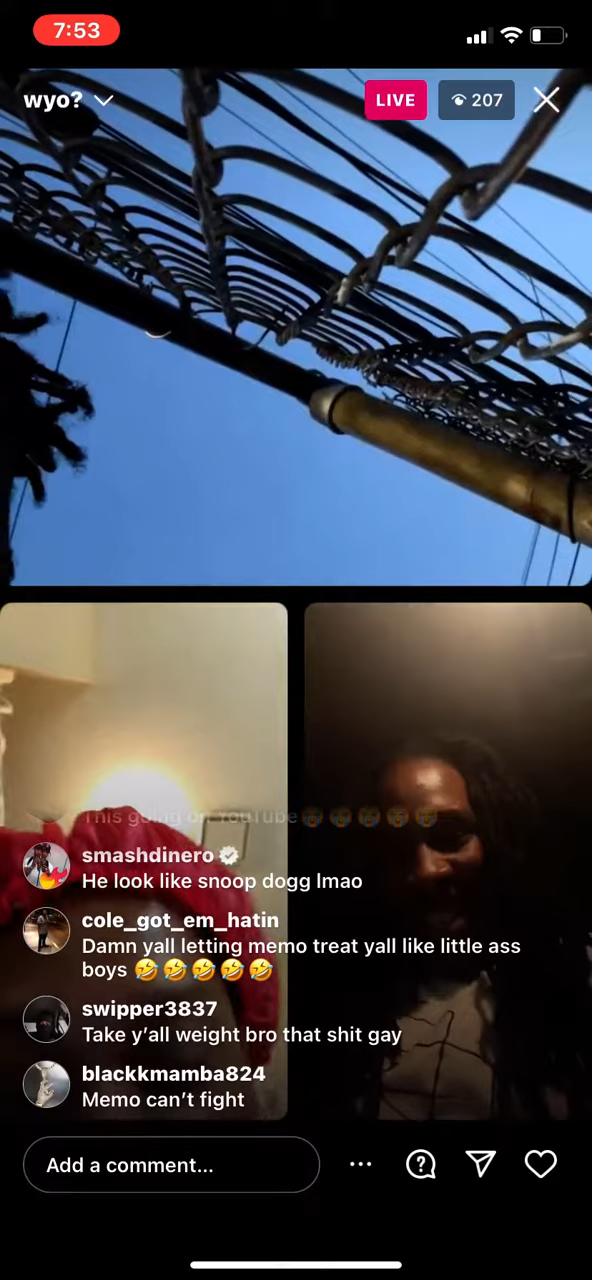 7:53
wyo?
LIVE
207
This going on YouTube😭😭😭😭😭
smashdinero
He look like snoop dogg lmao
cole_got_em_hatin
Damn yall letting memo treat yall like little ass
boys 🤣🤣🤣🤣🤣
swipper3837
Take y’all weight bro that shit gay
blackkmamba824
Memo can’t fight
Add a comment...